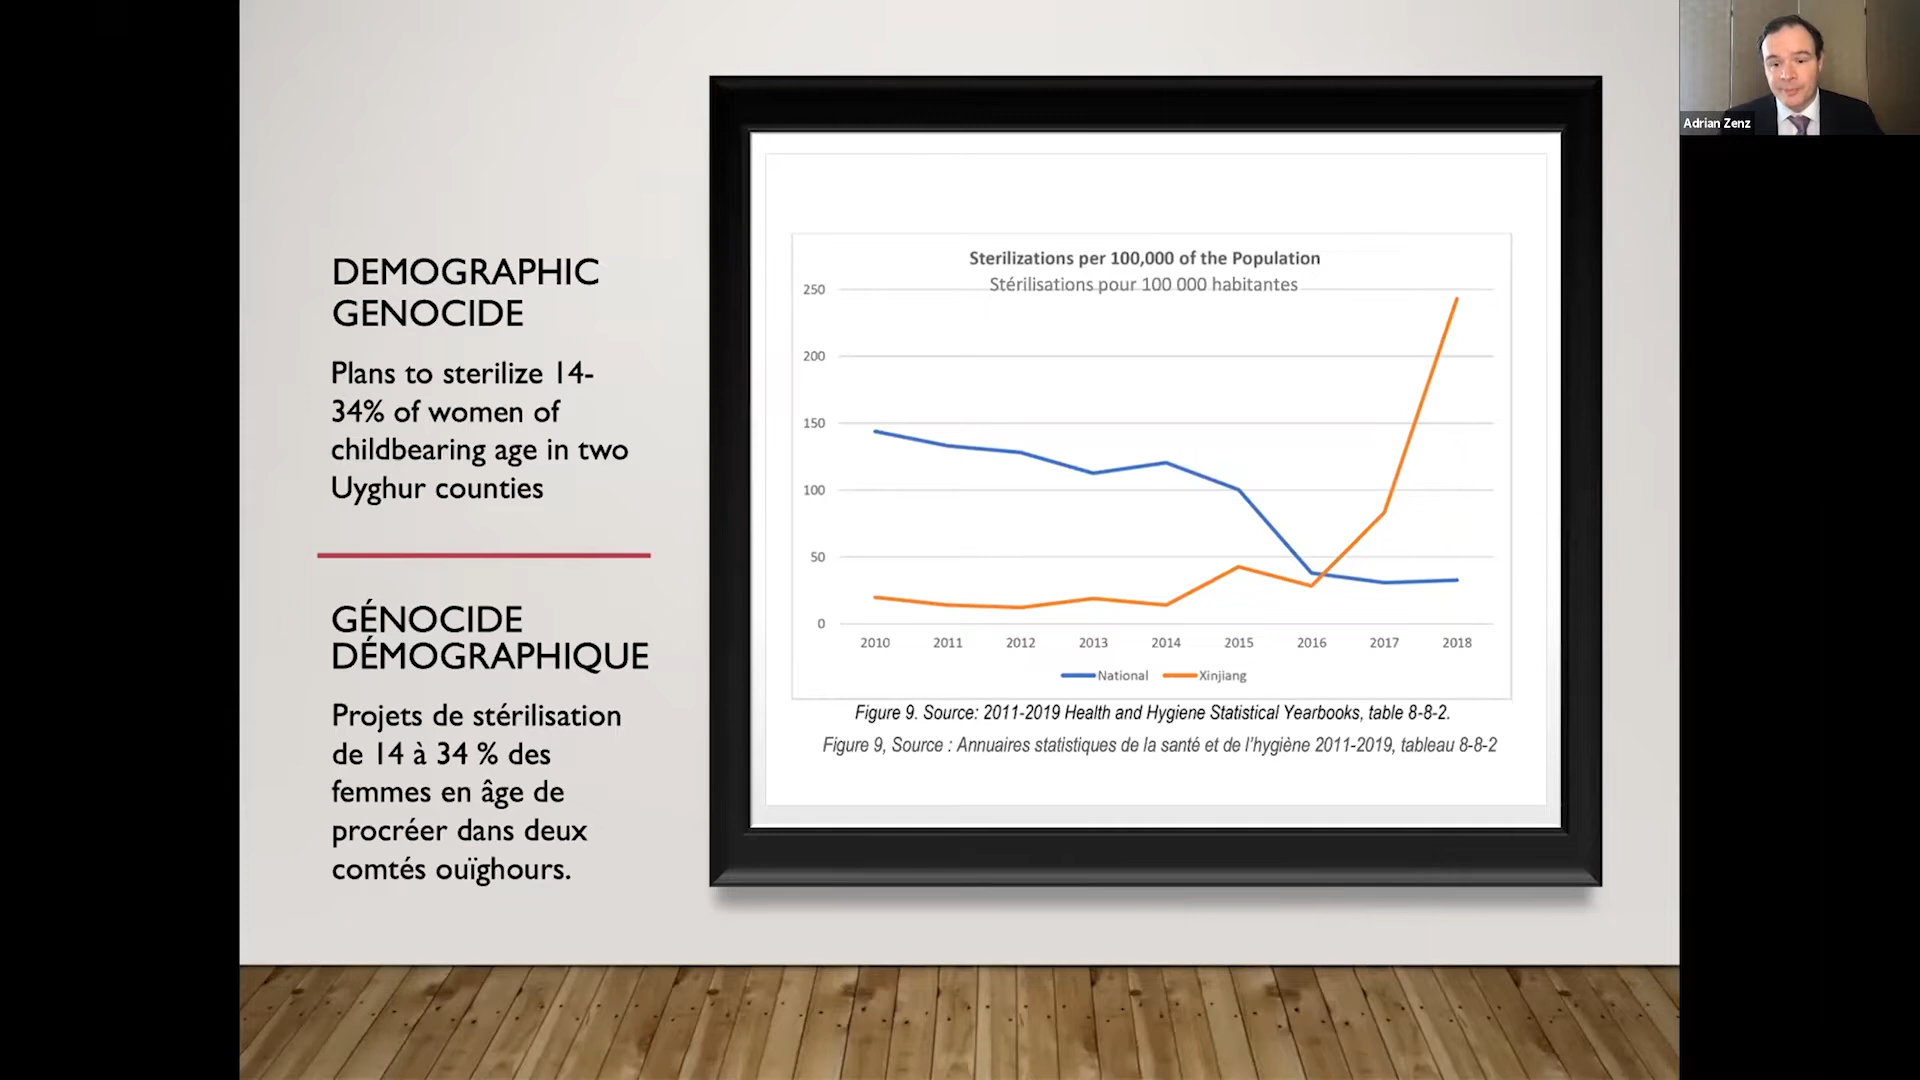 DEMOGRAPHIC
GENOCIDE
Plans to sterilize 14-
34% of women of
childbearing age in two
Uyghur counties
GÉNOCIDE
DÉMOGRAPHIQUE
Projets de stérilisation
de 14 à 34 % des
femmes en âge de
procréer dans deux
comtés ouïghours.
Sterilizations per 100,000 of the Population
Stérilisations pour 100 000 habitantes
250
200
150
100
50
0
2010 2011 2012 2013 2014 2015 2016 2017 2018
National Xinjiang
Figure 9. Source: 2011-2019 Health and Hygiene Statistical Yearbooks, table 8-8-2.
Figure 9, Source : Annuaires statistiques de la santé et de l'hygiène 2011-2019, tableau 8-8-2
Adrian Zenz